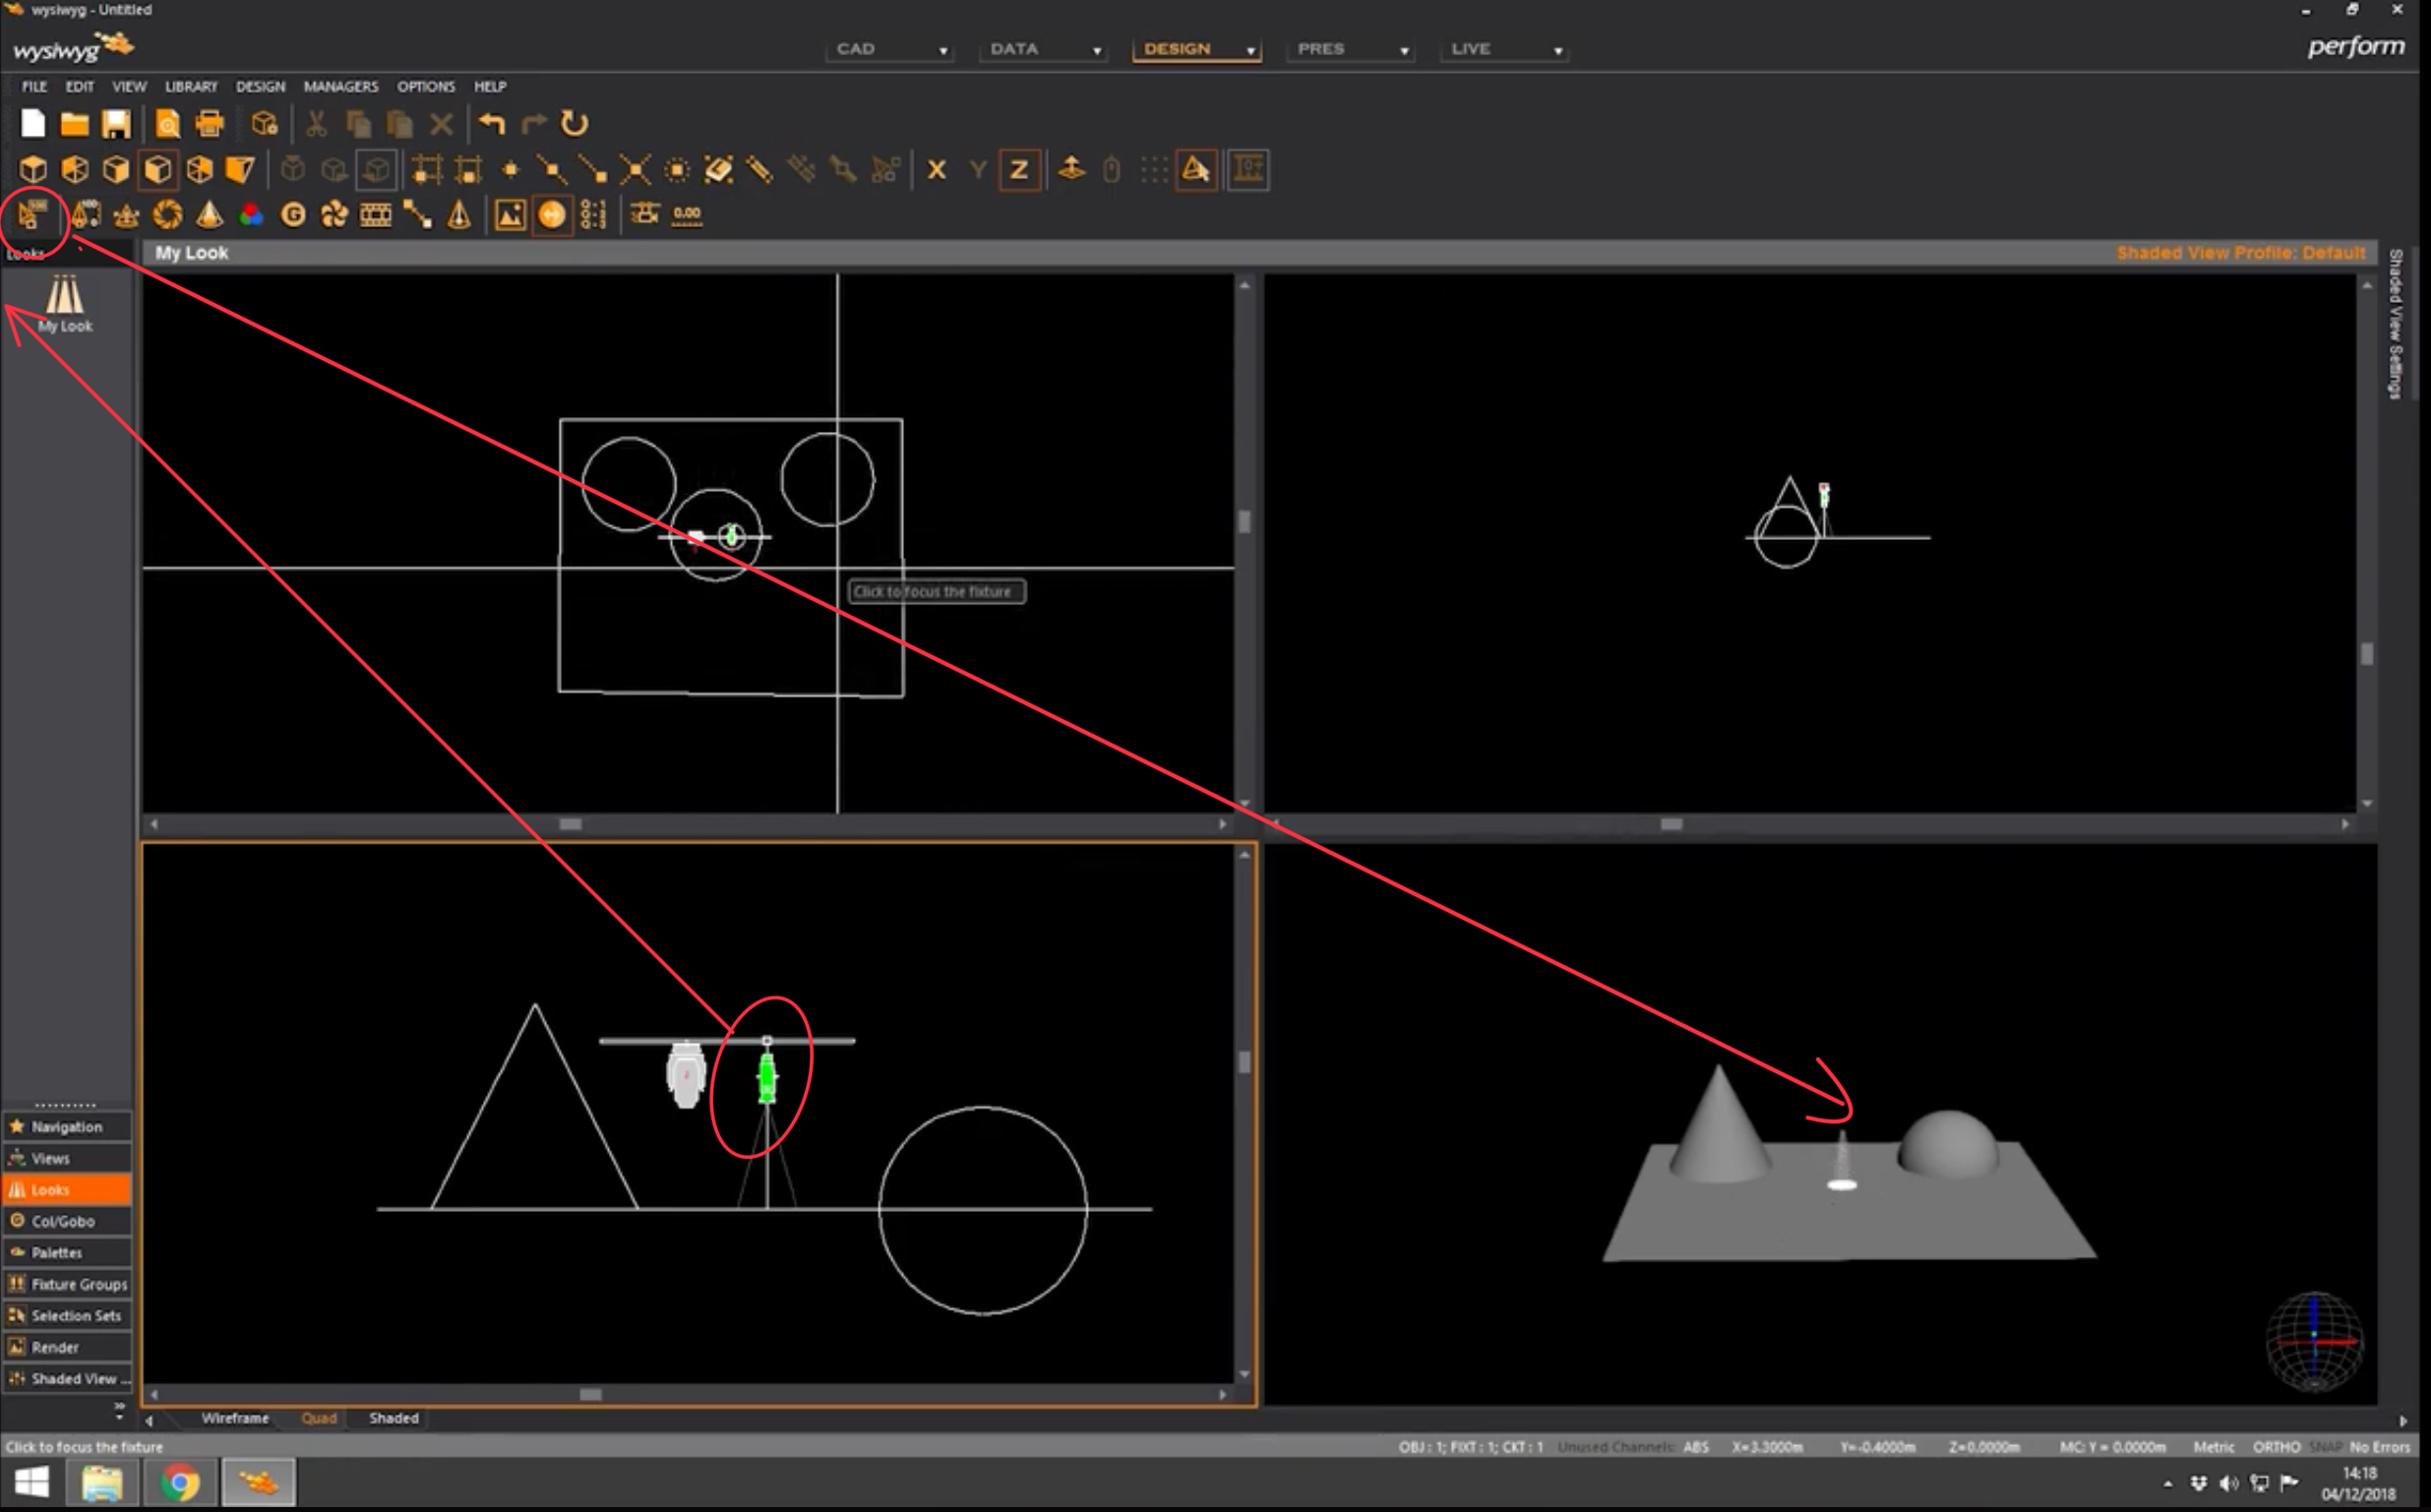 wysiwyg - Untitled
wysiwyg
CAD DATA DESIGN PRES LIVE
perform
FILE EDIT VIEW LIBRARY DESIGN MANAGERS OPTIONS HELP
X Y Z
G 0.00
Looks
My Look
Shaded View Profile: Default
Shaded View Settings
My Look
Click to focus the fixture
Navigation
Views
Looks
Col/Gobo
Palettes
Fixture Groups
Selection Sets
Render
Shaded View ...
Wireframe Quad Shaded
Click to focus the fixture
OBJ : 1; FIXT : 1; CKT : 1 Unused Channels: ABS X=3.3000m Y=-0.4000m Z=0.0000m MC: Y = 0.0000m Metric ORTHO SNAP No Errors
14:18
04/12/2018